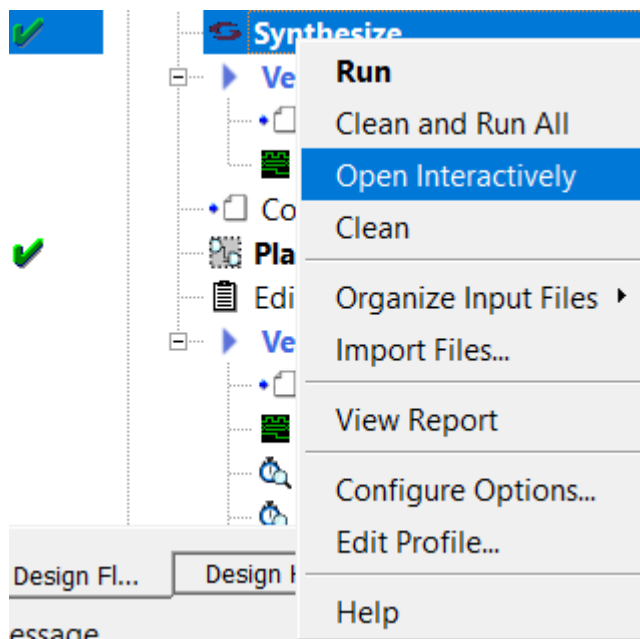 Synthesize
Run
Ve
Clean and Run All
Open Interactively
Co
Clean
Pla
Edi
Organize Input Files
Ve
Import Files...
View Report
Configure Options...
Edit Profile...
Design Fl...
Design H
Help
essage